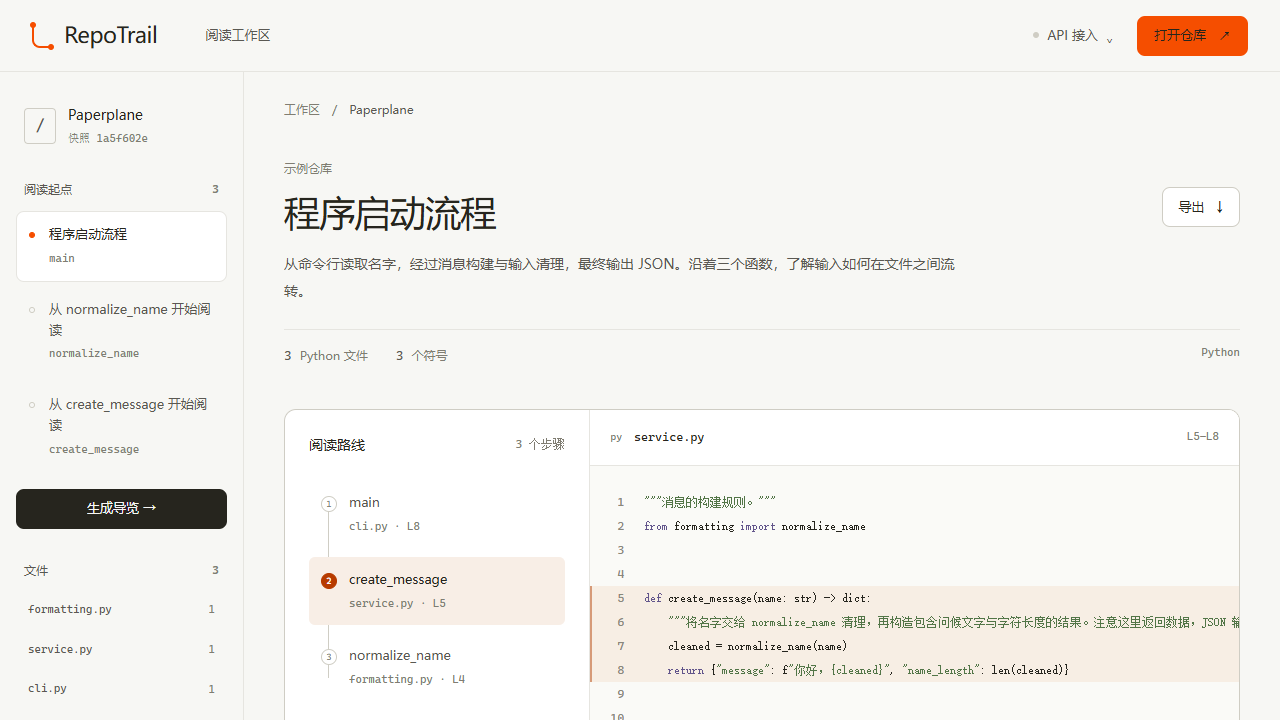 RepoTrail
阅读工作区
API 接入
打开仓库 ↗
/
Paperplane
快照 1a5f602e
阅读起点 3
程序启动流程
main
从 normalize_name 开始阅
读
normalize_name
从 create_message 开始阅
读
create_message
生成导览 →
文件 3
formatting.py 1
service.py 1
cli.py 1
工作区 / Paperplane
示例仓库
程序启动流程
导出 ↓
从命令行读取名字，经过消息构建与输入清理，最终输出 JSON。沿着三个函数，了解输入如何在文件之间流
转。
3 Python 文件 3 个符号
Python
阅读路线 3 个步骤
1 main
cli.py · L8
2 create_message
service.py · L5
3 normalize_name
formatting.py · L4
py service.py L5–L8
1 """消息的构建规则。"""
2 from formatting import normalize_name
3
4
5 def create_message(name: str) -> dict:
6 """将名字交给 normalize_name 清理，再构造包含问候文字与字符长度的结果。注意这里返回数据，JSON 输
7 cleaned = normalize_name(name)
8 return {"message": f"你好，{cleaned}", "name_length": len(cleaned)}
9
10